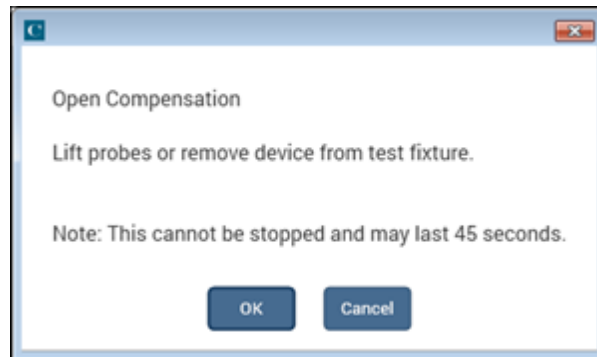 C
Open Compensation
Lift probes or remove device from test fixture.
Note: This cannot be stopped and may last 45 seconds.
OK Cancel